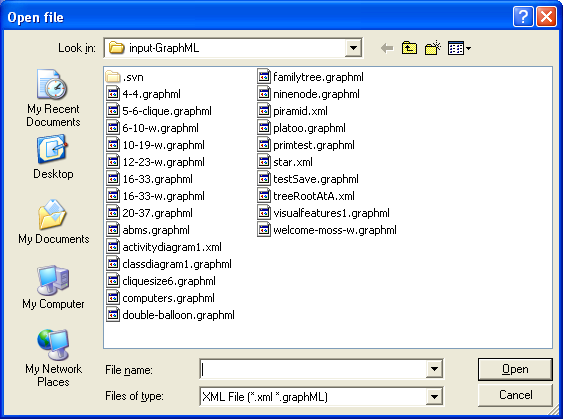 Open file
Look in: input-GraphML
My Recent
Documents
Desktop
My Documents
My Computer
My Network
Places
.svn
4-4.graphml
5-6-clique.graphml
6-10-w.graphml
10-19-w.graphml
12-23-w.graphml
16-33.graphml
16-33-w.graphml
20-37.graphml
abms.graphml
activitydiagram1.xml
classdiagram1.graphml
cliquesize6.graphml
computers.graphml
double-balloon.graphml
familytree.graphml
ninenode.graphml
piramid.xml
platoo.graphml
primtest.graphml
star.xml
testSave.graphml
treeRootAtA.xml
visualfeatures1.graphml
welcome-moss-w.graphml
File name:
Open
Files of type: XML File (*.xml *.graphML)
Cancel